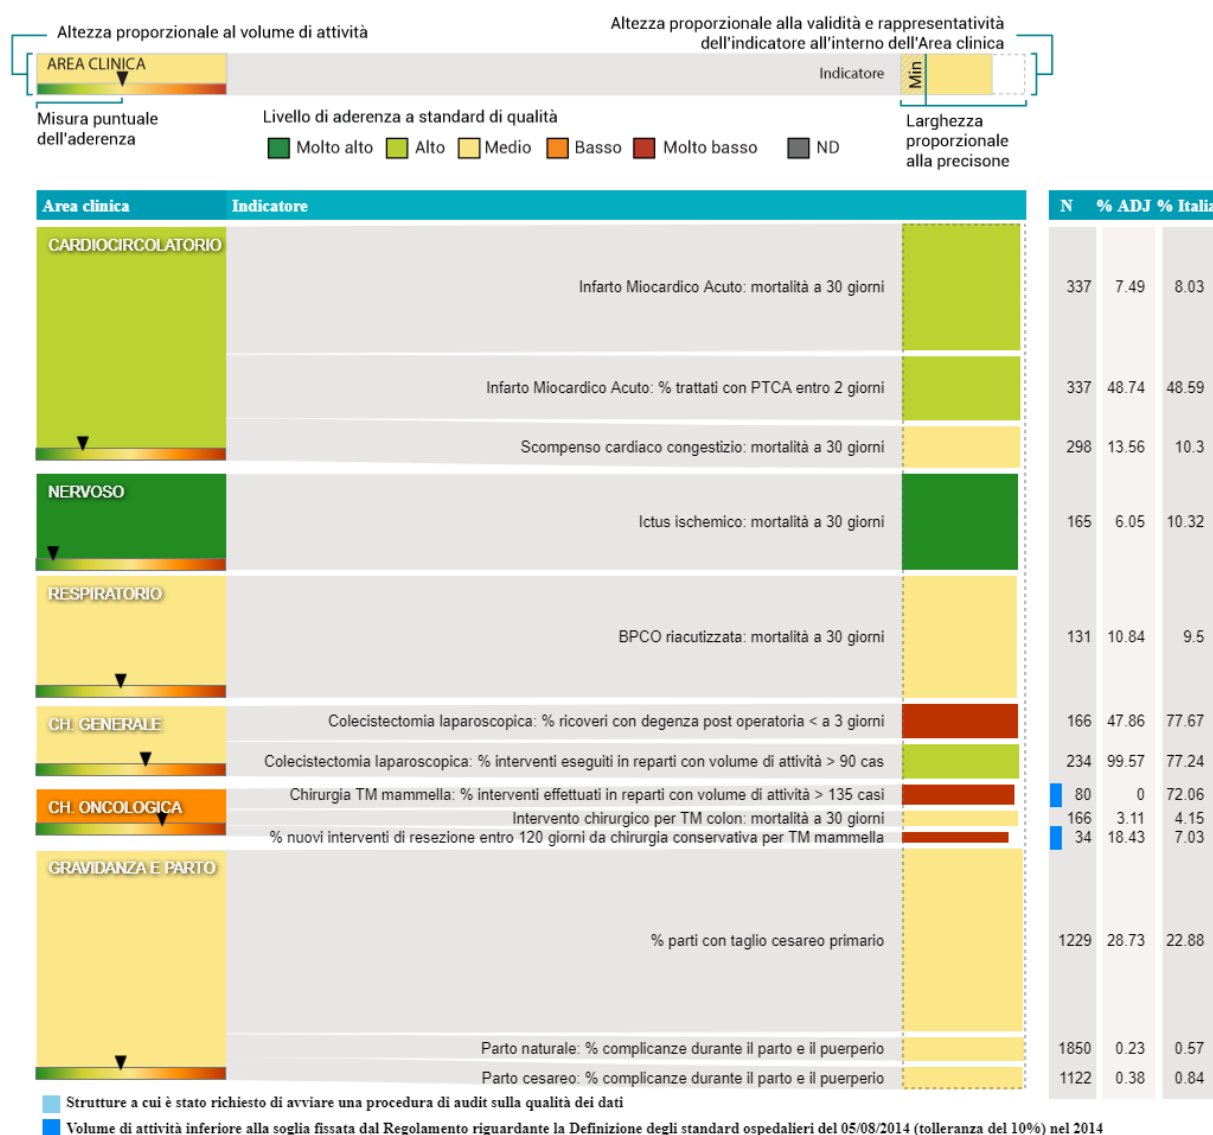 Altezza proporzionale al volume di attività
Altezza proporzionale alla validità e rappresentatività
dell'indicatore all'interno dell'Area clinica
AREA CLINICA
Indicatore
Min
Misura puntuale
dell'aderenza
Livello di aderenza a standard di qualità
Molto alto Alto Medio Basso Molto basso ND
Larghezza
proporzionale
alla precisone
Area clinica Indicatore N % ADJ % Italia
CARDIOCIRCOLATORIO
Infarto Miocardico Acuto: mortalità a 30 giorni 337 7.49 8.03
Infarto Miocardico Acuto: % trattati con PTCA entro 2 giorni 337 48.74 48.59
Scompenso cardiaco congestizio: mortalità a 30 giorni 298 13.56 10.3
NERVOSO
Ictus ischemico: mortalità a 30 giorni 165 6.05 10.32
RESPIRATORIO
BPCO riacutizzata: mortalità a 30 giorni 131 10.84 9.5
CH. GENERALE
Colecistectomia laparoscopica: % ricoveri con degenza post operatoria < a 3 giorni 166 47.86 77.67
Colecistectomia laparoscopica: % interventi eseguiti in reparti con volume di attività > 90 cas 234 99.57 77.24
CH. ONCOLOGICA
Chirurgia TM mammella: % interventi effettuati in reparti con volume di attività > 135 casi 80 0 72.06
Intervento chirurgico per TM colon: mortalità a 30 giorni 166 3.11 4.15
% nuovi interventi di resezione entro 120 giorni da chirurgia conservativa per TM mammella 34 18.43 7.03
GRAVIDANZA E PARTO
% parti con taglio cesareo primario 1229 28.73 22.88
Parto naturale: % complicanze durante il parto e il puerperio 1850 0.23 0.57
Parto cesareo: % complicanze durante il parto e il puerperio 1122 0.38 0.84
Strutture a cui è stato richiesto di avviare una procedura di audit sulla qualità dei dati
Volume di attività inferiore alla soglia fissata dal Regolamento riguardante la Definizione degli standard ospedalieri del 05/08/2014 (tolleranza del 10%) nel 2014